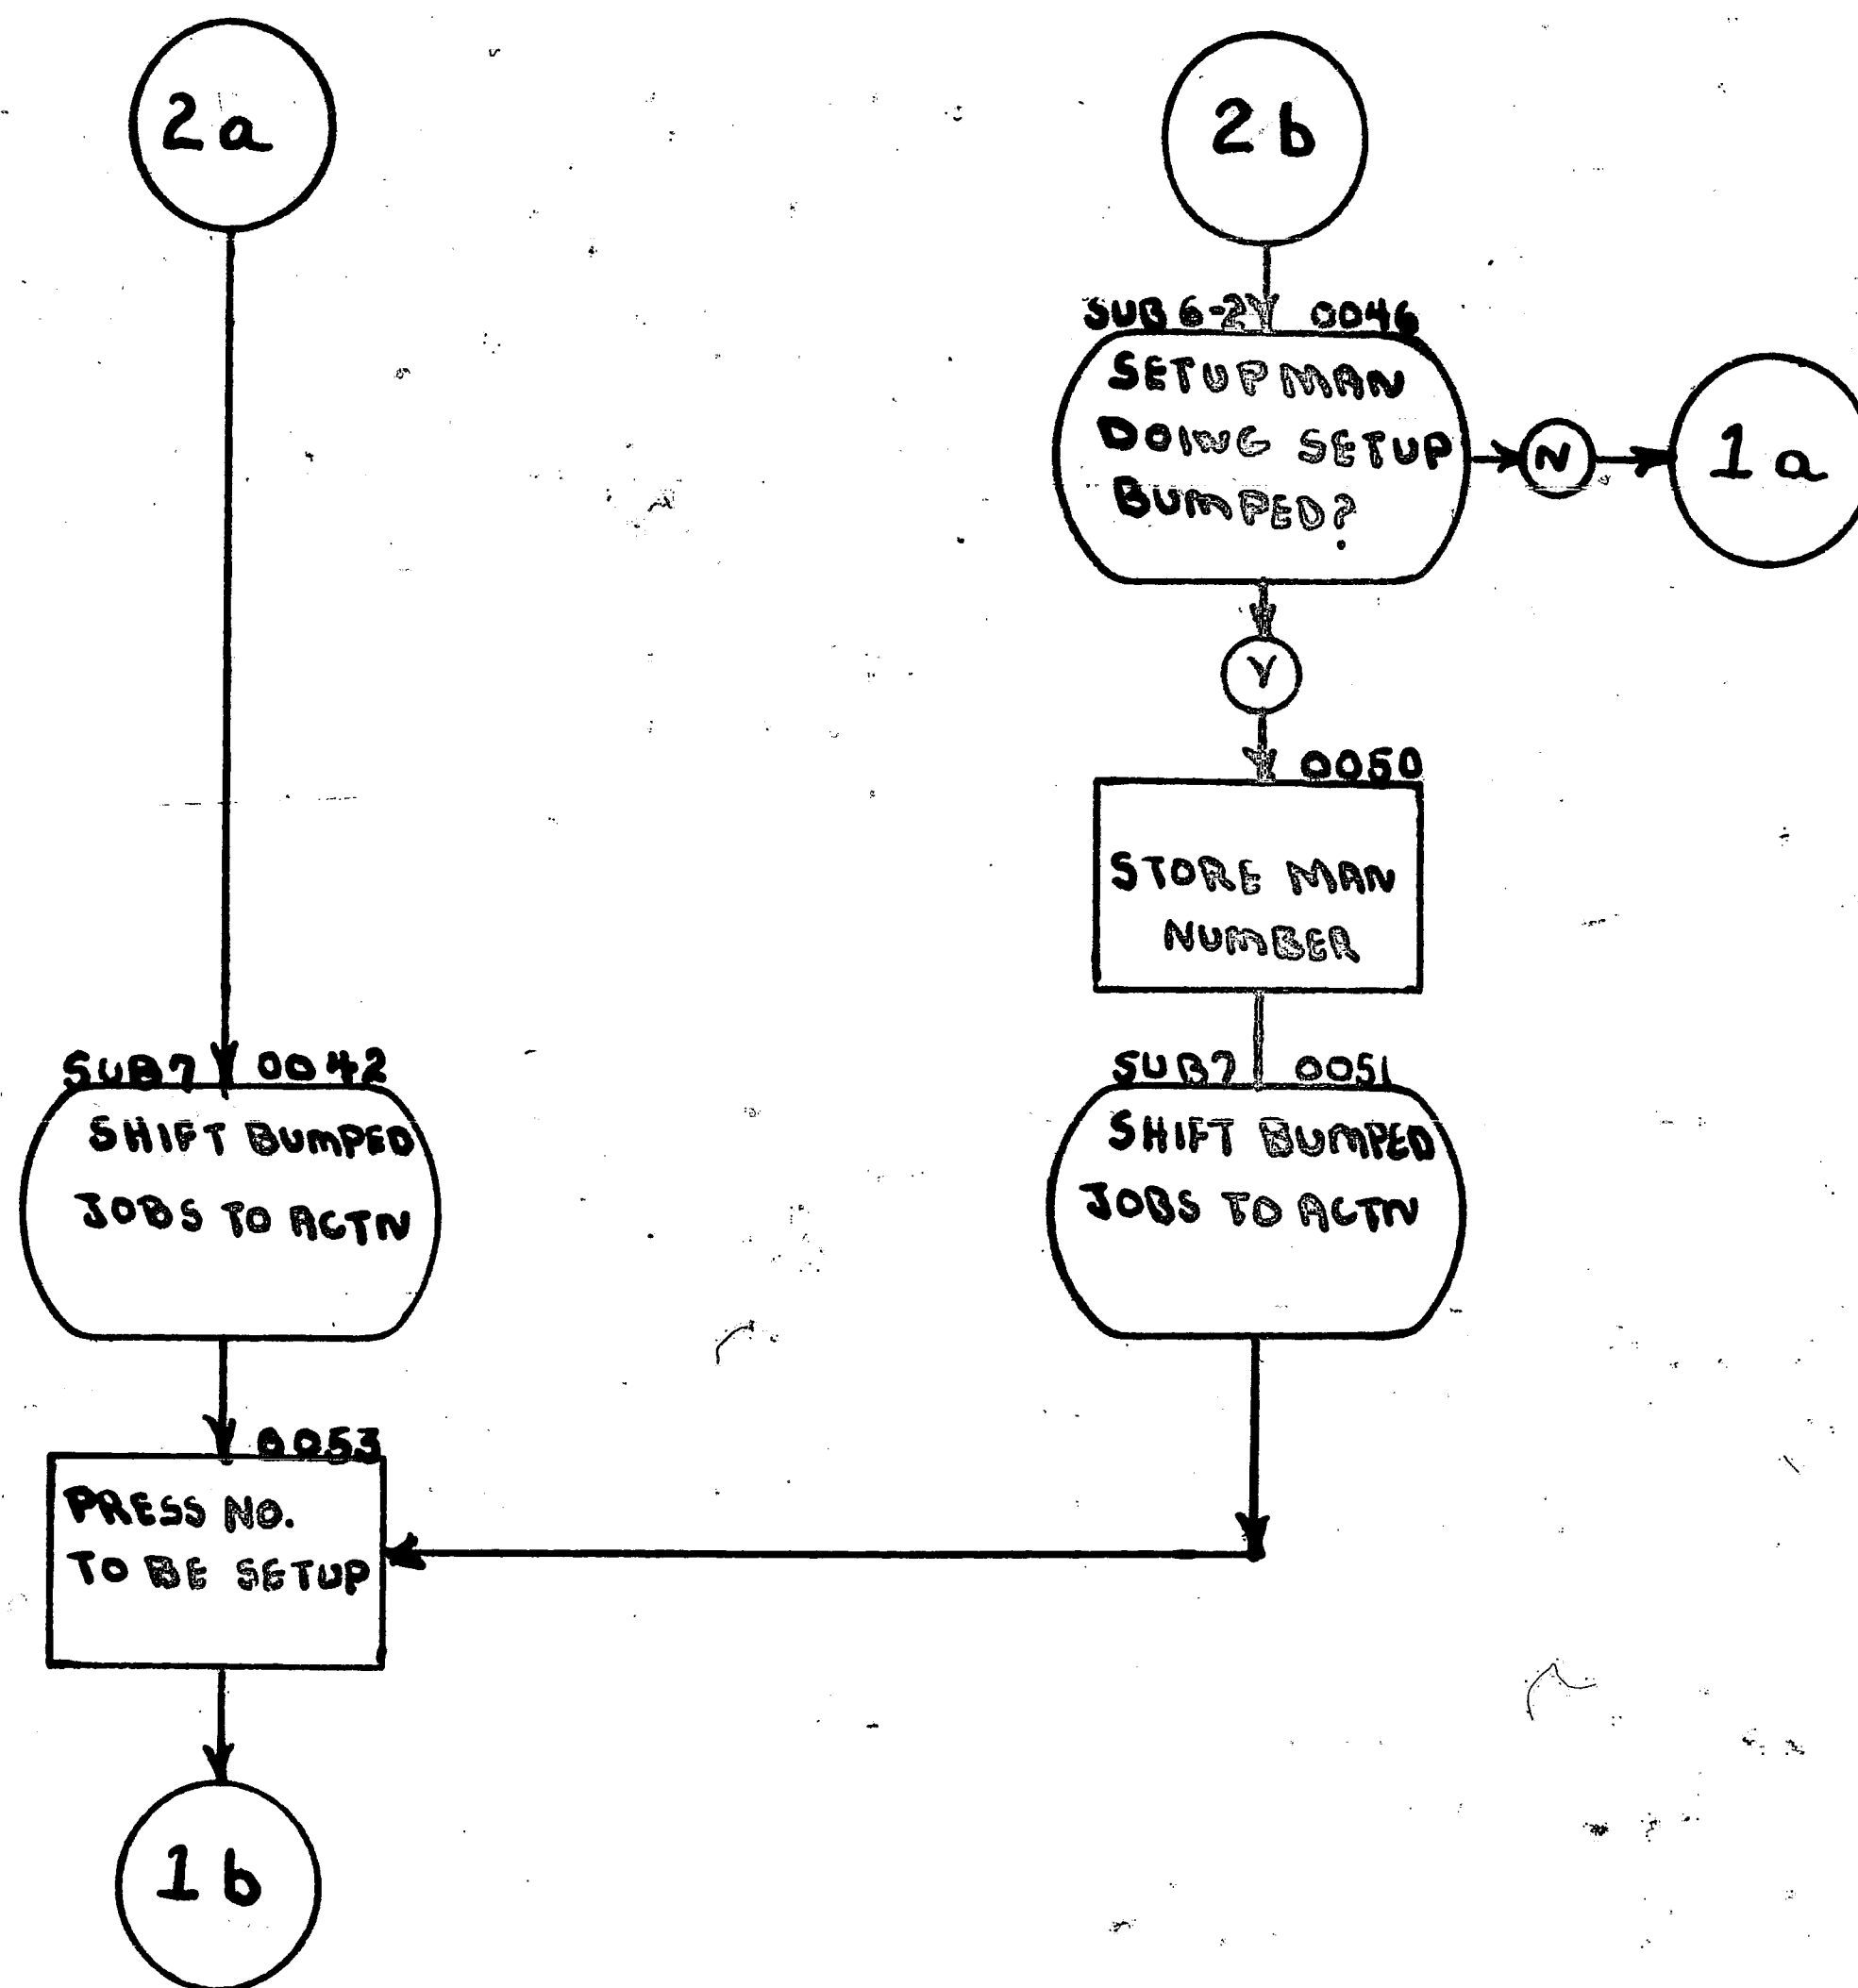 2a
2b
SUB 6-2 0046
SETUP MAN
DOING SETUP
BUMPED?
N
1a
Y
0050
STORE MAN
NUMBER
SUB7 0042
SHIFT BUMPED
JOBS TO ACTN
SUB7 0051
SHIFT BUMPED
JOBS TO ACTN
0053
PRESS NO.
TO BE SETUP
1b